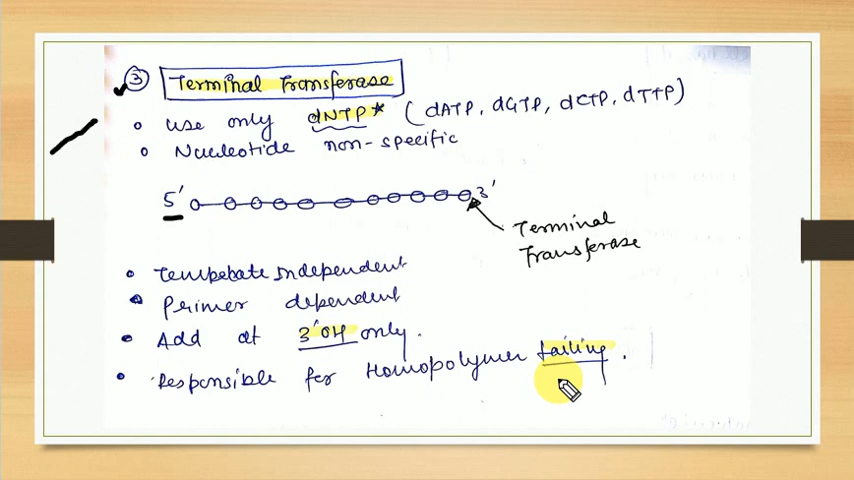 ③ Terminal Transferase
Use only dNTP* (dATP, dGTP, dCTP, dTTP)
Nucleotide non-specific
5' 3'
Terminal
Transferase
Tempelate Independent
Primer dependent
Add at 3'OH only.
Responsible for Homopolymer tailing.